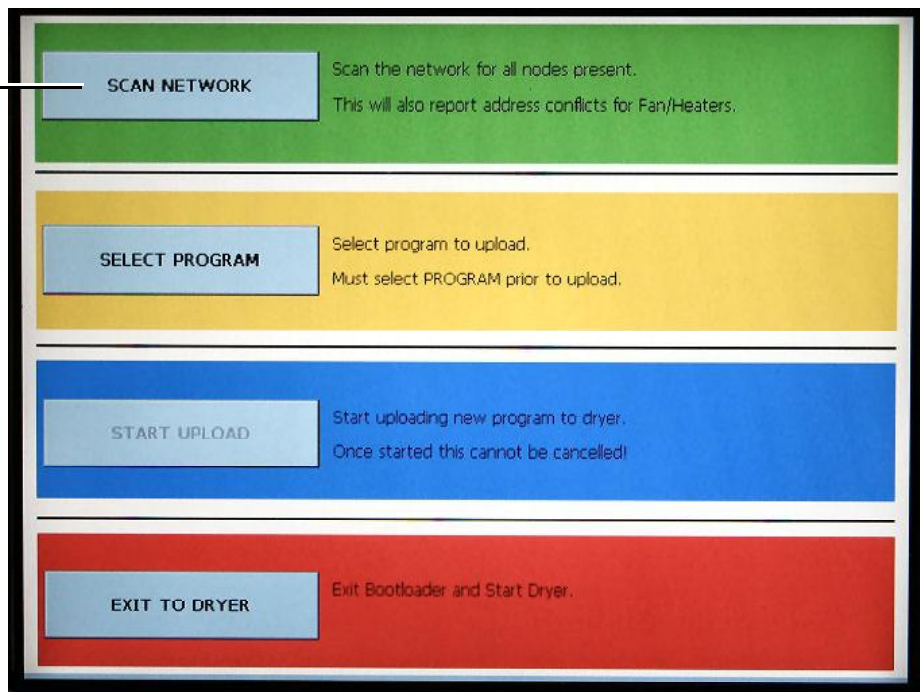 SCAN NETWORK
Scan the network for all nodes present.
This will also report address conflicts for Fan/Heaters.
SELECT PROGRAM
Select program to upload.
Must select PROGRAM prior to upload.
START UPLOAD
Start uploading new program to dryer.
Once started this cannot be cancelled!
EXIT TO DRYER
Exit Bootloader and Start Dryer.